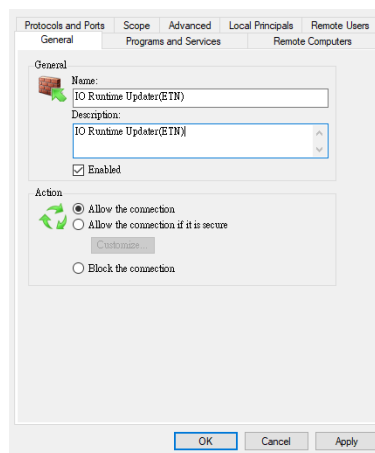 Protocols and Ports Scope Advanced Local Principals Remote Users
General Programs and Services Remote Computers
General
Name:
IO Runtime Updater(ETN)
Description:
IO Runtime Updater(ETN)
Enabled
Action
Allow the connection
Allow the connection if it is secure
Customize...
Block the connection
OK Cancel Apply